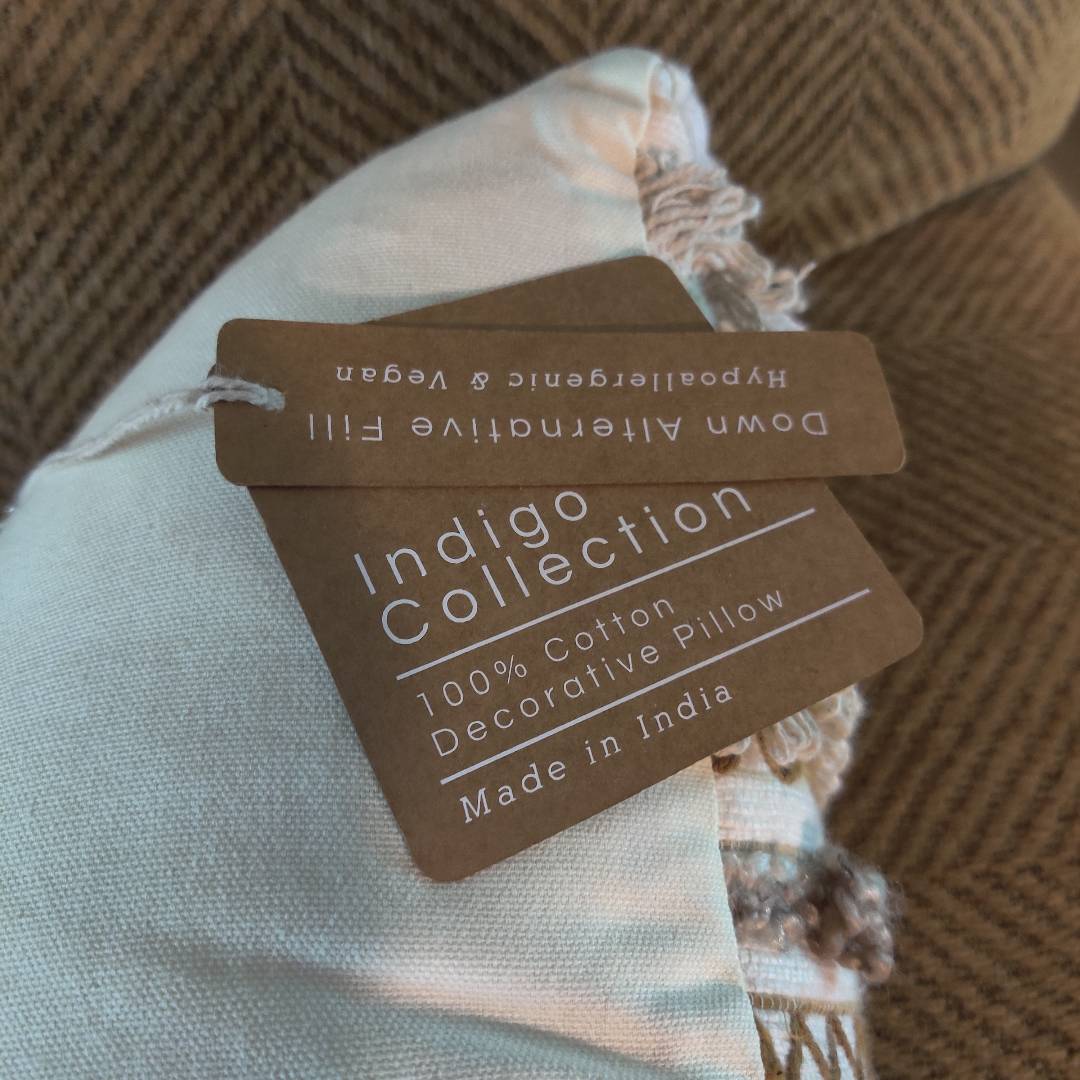 Down Alternative Fill
Hypoallergenic & Vegan
Indigo
Collection
100% Cotton
Decorative Pillow
Made in India